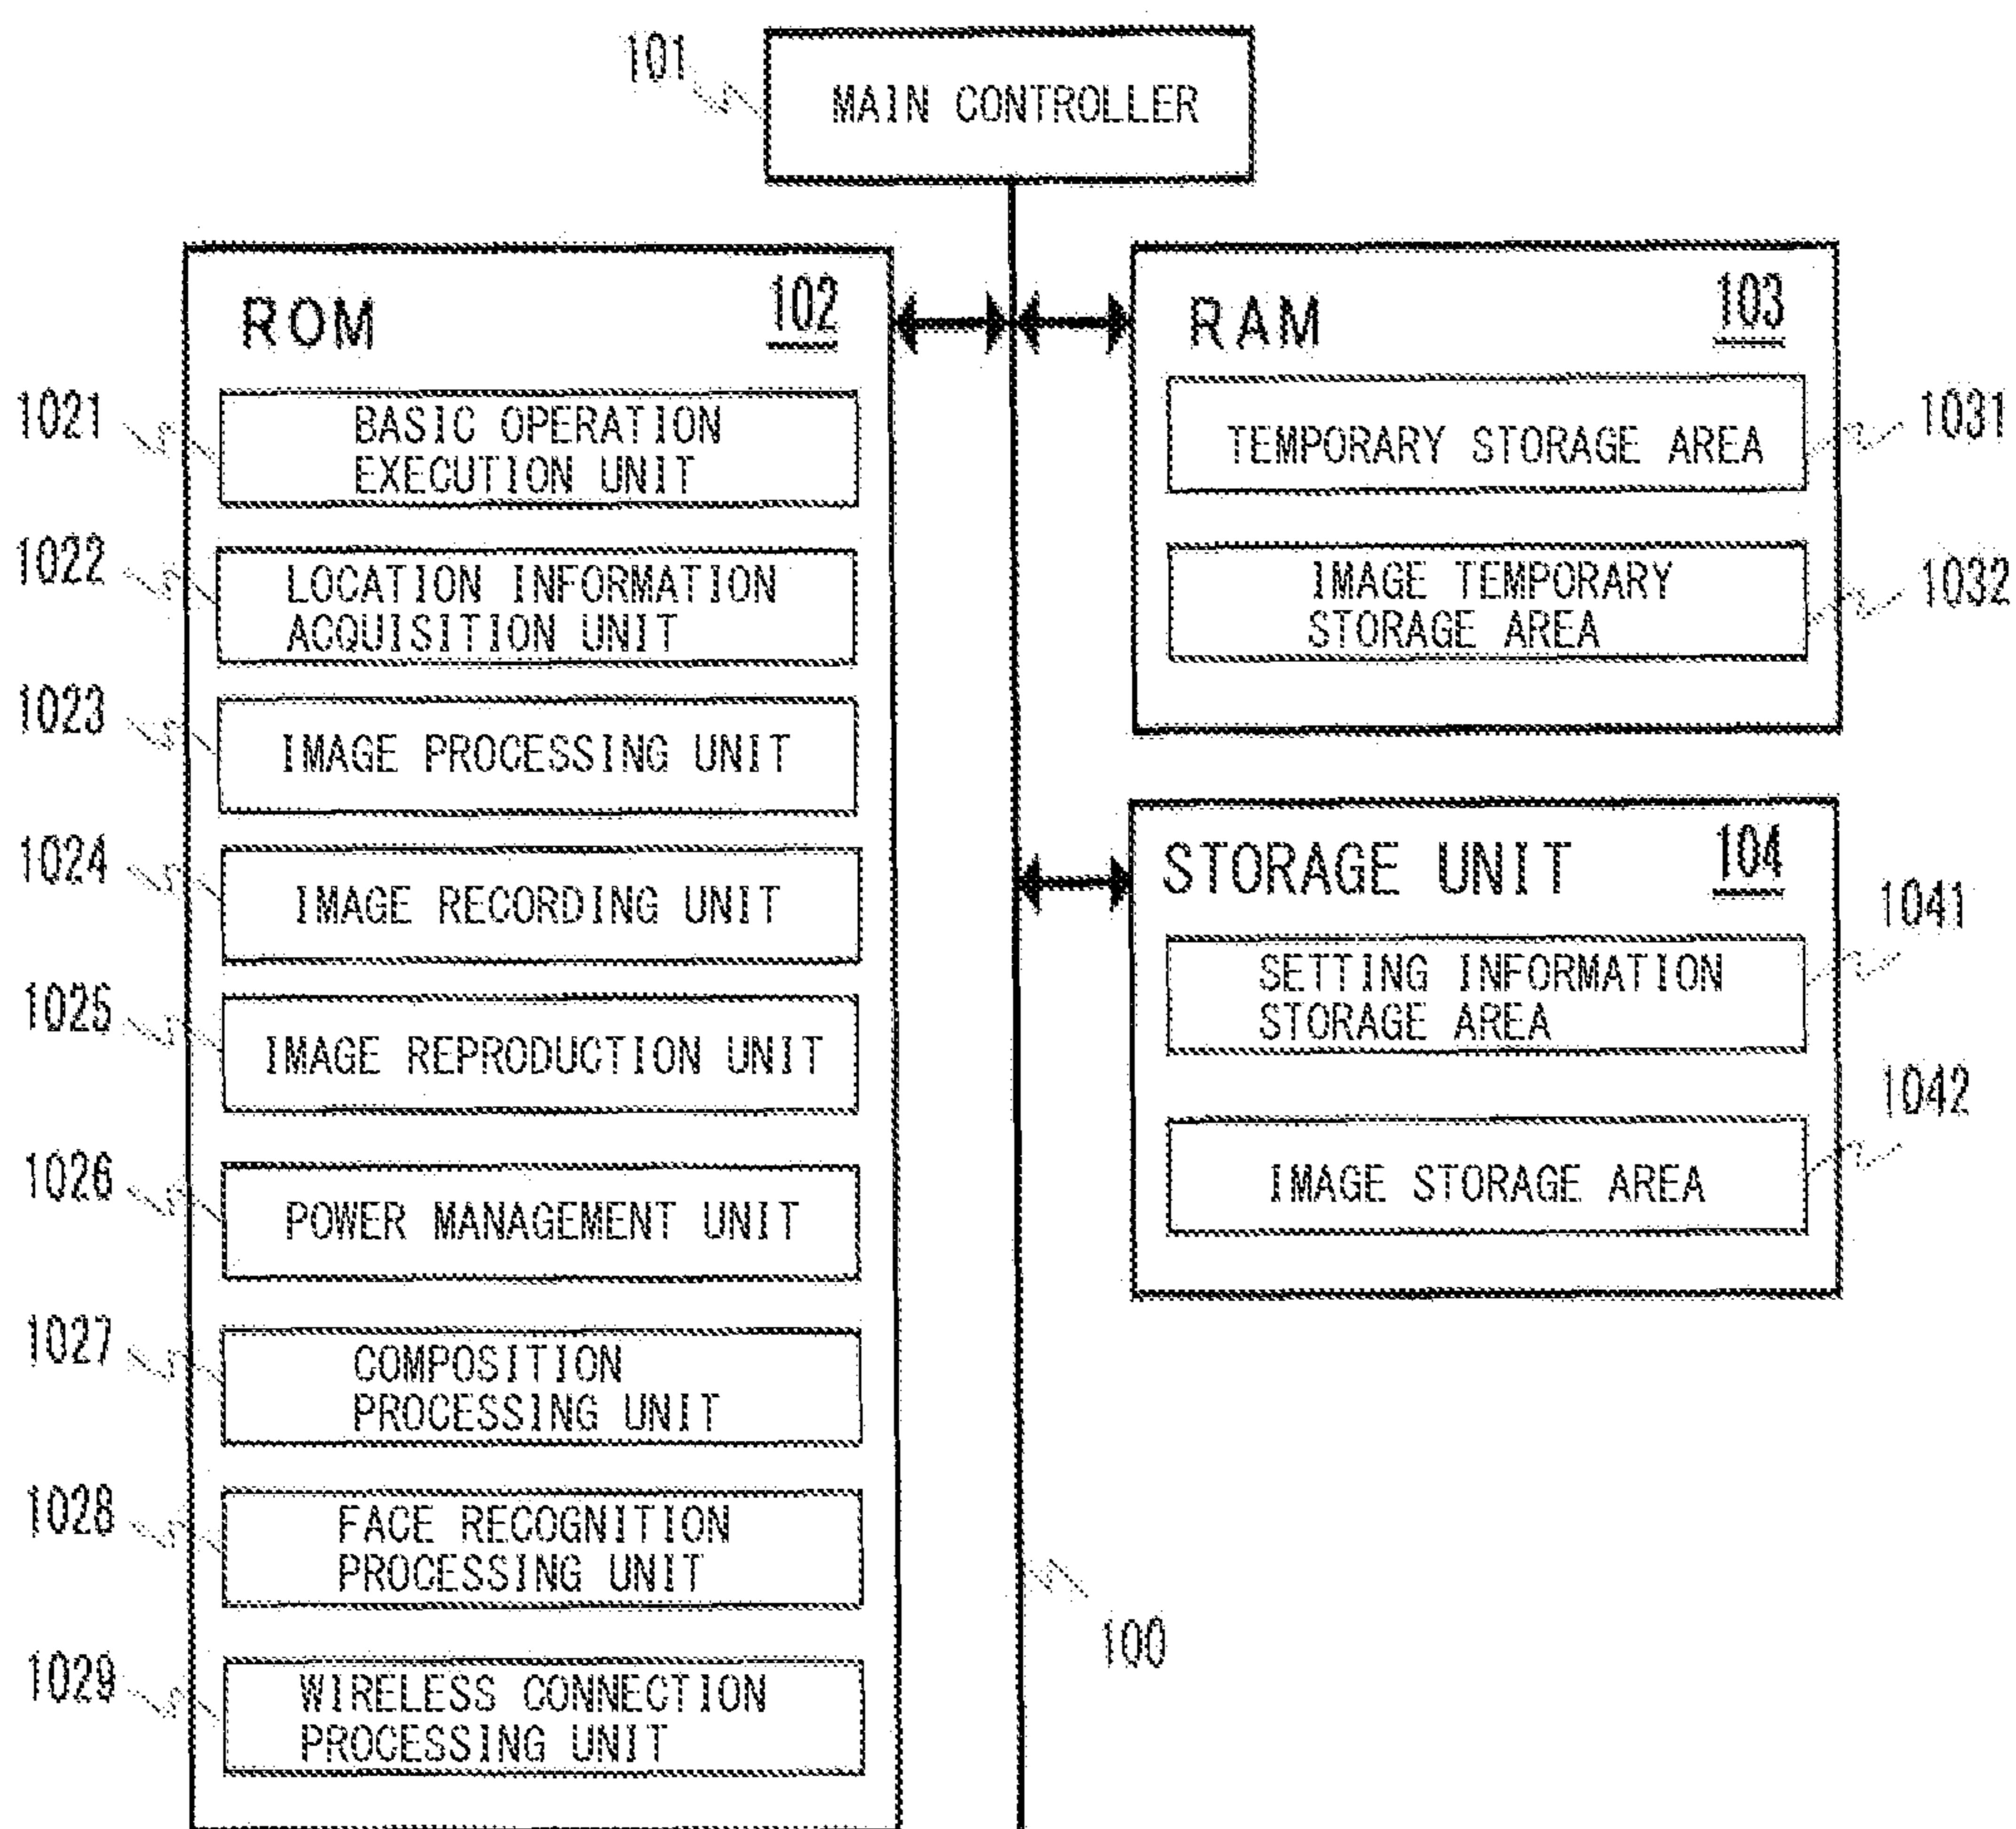 101
MAIN CONTROLLER
ROM 102
1021
BASIC OPERATION
EXECUTION UNIT
1022
LOCATION INFORMATION
ACQUISITION UNIT
1023
IMAGE PROCESSING UNIT
1024
IMAGE RECORDING UNIT
1025
IMAGE REPRODUCTION UNIT
1026
POWER MANAGEMENT UNIT
1027
COMPOSITION
PROCESSING UNIT
1028
FACE RECOGNITION
PROCESSING UNIT
1029
WIRELESS CONNECTION
PROCESSING UNIT
RAM 103
TEMPORARY STORAGE AREA
1031
IMAGE TEMPORARY
STORAGE AREA
1032
STORAGE UNIT 104
SETTING INFORMATION
STORAGE AREA
1041
IMAGE STORAGE AREA
1042
100